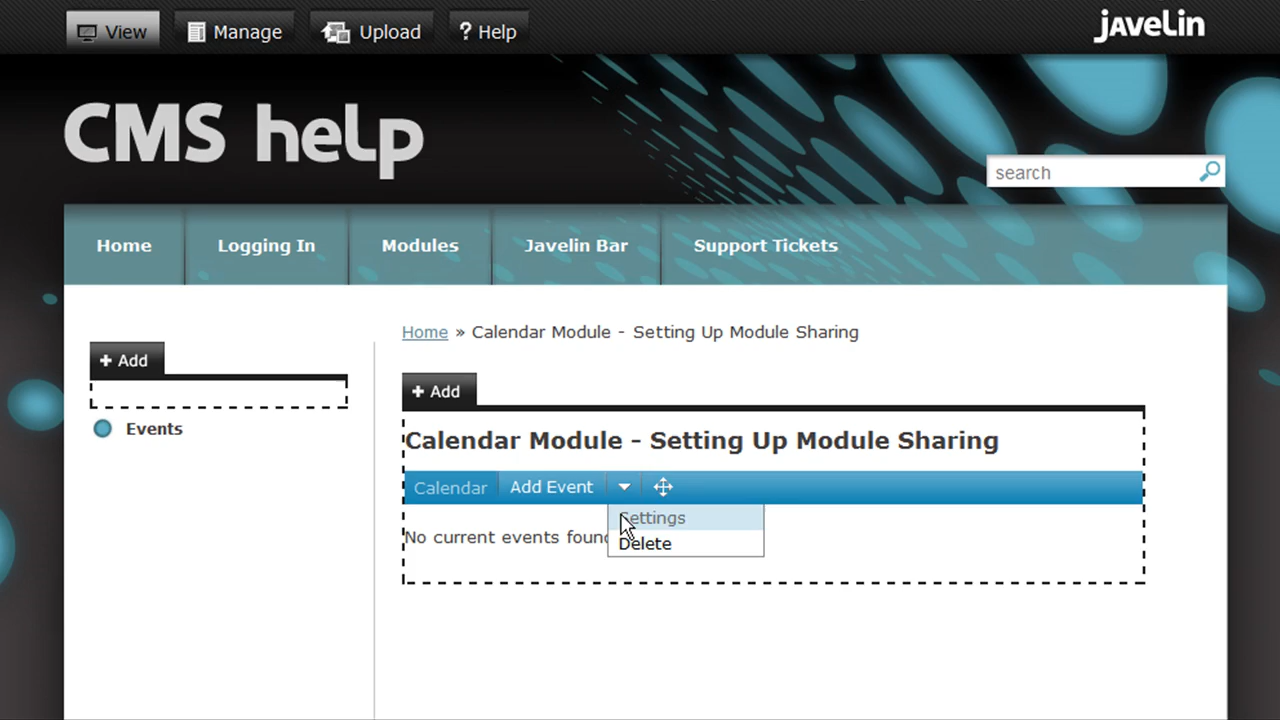 View Manage Upload ? Help
JaveLin
CMS help
search
Home Logging In Modules Javelin Bar Support Tickets
Home » Calendar Module - Setting Up Module Sharing
+ Add
Events
+ Add
Calendar Module - Setting Up Module Sharing
Calendar Add Event
Settings
No current events found
Delete